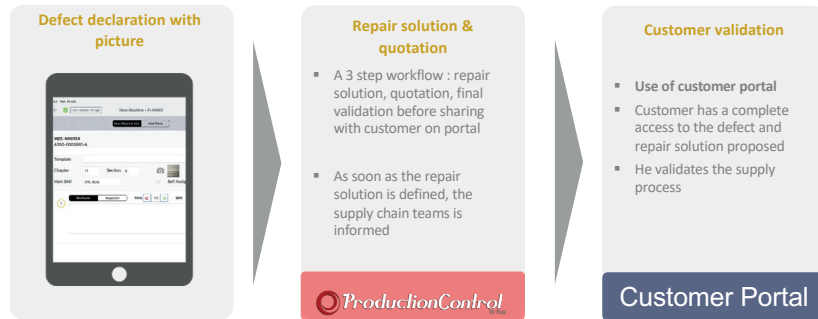 Defect declaration with
picture
Non-Routine
Template
Chapter
Section
Main Skill
Repair solution &
quotation
▪ A 3 step workflow : repair
solution, quotation, final
validation before sharing
with customer on portal
▪ As soon as the repair
solution is defined, the
supply chain teams is
informed
ProductionControl
Customer validation
▪ Use of customer portal
▪ Customer has a complete
access to the defect and
repair solution proposed
▪ He validates the supply
process
Customer Portal